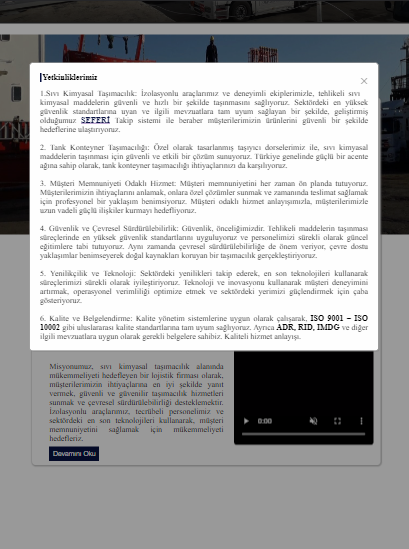 Yetkinliklerimiz
×
1.Sıvı Kimyasal Taşımacılık: İzolasyonlu araçlarımız ve deneyimli ekiplerimizle, tehlikeli sıvı
kimyasal maddelerin güvenli ve hızlı bir şekilde taşınmasını sağlıyoruz. Sektördeki en yüksek
güvenlik standartlarına uyan ve ilgili mevzuatlara tam uyum sağlayan bir şekilde, geliştirmiş
olduğumuz SEFERİ Takip sistemi ile beraber müşterilerimizin ürünlerini güvenli bir şekilde
hedeflerine ulaştırıyoruz.
2. Tank Konteyner Taşımacılığı: Özel olarak tasarlanmış taşıyıcı dorselerimiz ile, sıvı kimyasal
maddelerin taşınması için güvenli ve etkili bir çözüm sunuyoruz. Türkiye genelinde güçlü bir acente
ağına sahip olarak, tank konteyner taşımacılığı ihtiyaçlarınızı da karşılıyoruz.
3. Müşteri Memnuniyeti Odaklı Hizmet: Müşteri memnuniyetini her zaman ön planda tutuyoruz.
Müşterilerimizin ihtiyaçlarını anlamak, onlara özel çözümler sunmak ve zamanında teslimat sağlamak
için profesyonel bir yaklaşım benimsiyoruz. Müşteri odaklı hizmet anlayışımızla, müşterilerimizle
uzun vadeli güçlü ilişkiler kurmayı hedefliyoruz.
4. Güvenlik ve Çevresel Sürdürülebilirlik: Güvenlik, önceliğimizdir. Tehlikeli maddelerin taşınması
süreçlerinde en yüksek güvenlik standartlarını uyguluyoruz ve personelimizi sürekli olarak güncel
eğitimlere tabi tutuyoruz. Aynı zamanda çevresel sürdürülebilirliğe de önem veriyor, çevre dostu
yaklaşımlar benimseyerek doğal kaynakları koruyan bir taşımacılık gerçekleştiriyoruz.
5. Yenilikçilik ve Teknoloji: Sektördeki yenilikleri takip ederek, en son teknolojileri kullanarak
süreçlerimizi sürekli olarak iyileştiriyoruz. Teknoloji ve inovasyonu kullanarak müşteri deneyimini
artırmak, operasyonel verimliliği optimize etmek ve sektördeki yerimizi güçlendirmek için çaba
gösteriyoruz.
6. Kalite ve Belgelendirme: Kalite yönetim sistemlerine uygun olarak çalışarak, ISO 9001 – ISO
10002 gibi uluslararası kalite standartlarına tam uyum sağlıyoruz. Ayrıca ADR, RID, IMDG ve diğer
ilgili mevzuatlara uygun olarak gerekli belgelere sahibiz. Kaliteli hizmet anlayışı.
Misyonumuz, sıvı kimyasal taşımacılık alanında
mükemmeliyeti hedefleyen bir lojistik firması olarak,
müşterilerimizin ihtiyaçlarına en iyi şekilde yanıt
vermek, güvenli ve güvenilir taşımacılık hizmetleri
sunmak ve çevresel sürdürülebilirliği desteklemektir.
İzolasyonlu araçlarımız, tecrübeli personelimiz ve
sektördeki en son teknolojileri kullanarak, müşteri
memnuniyetini sağlamak için mükemmeliyeti
hedefleriz.
0:00
Devamını Oku